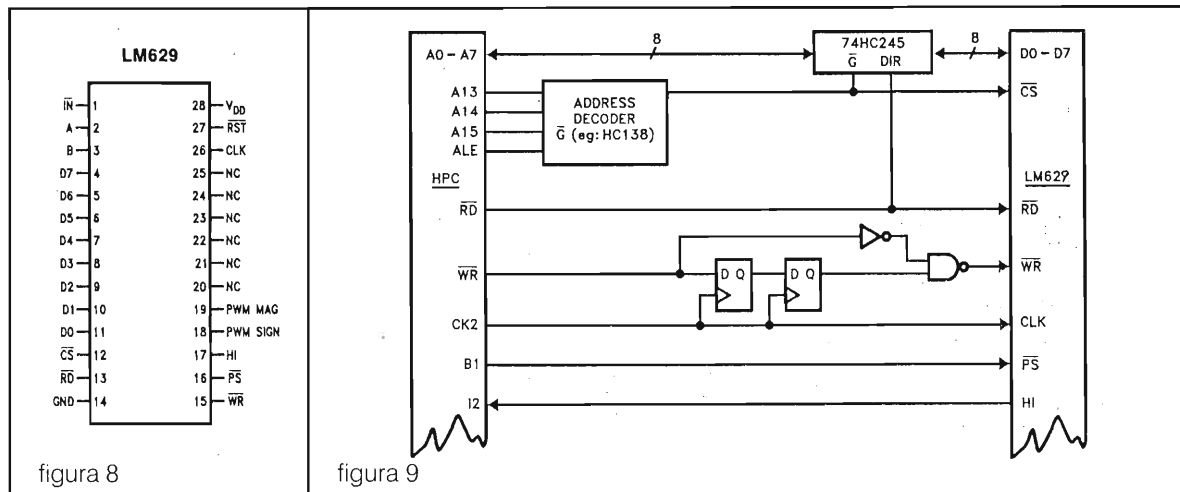 LM629
IN 1 28 VDD
A 2 27 RST
B 3 26 CLK
D7 4 25 NC
D6 5 24 NC
D5 6 23 NC
D4 7 22 NC
D3 8 21 NC
D2 9 20 NC
D1 10 19 PWM MAG
D0 11 18 PWM SIGN
CS 12 17 HI
RD 13 16 PS
GND 14 15 WR
figura 8
A0 – A7 8 74HC245 8 D0 – D7
G DIR
A13 CS
A14 ADDRESS
DECODER
A15 G (eg: HC138)
ALE
HPC LM629
RD RD
WR D Q D Q WR
CK2 CLK
B1 PS
I2 HI
figura 9